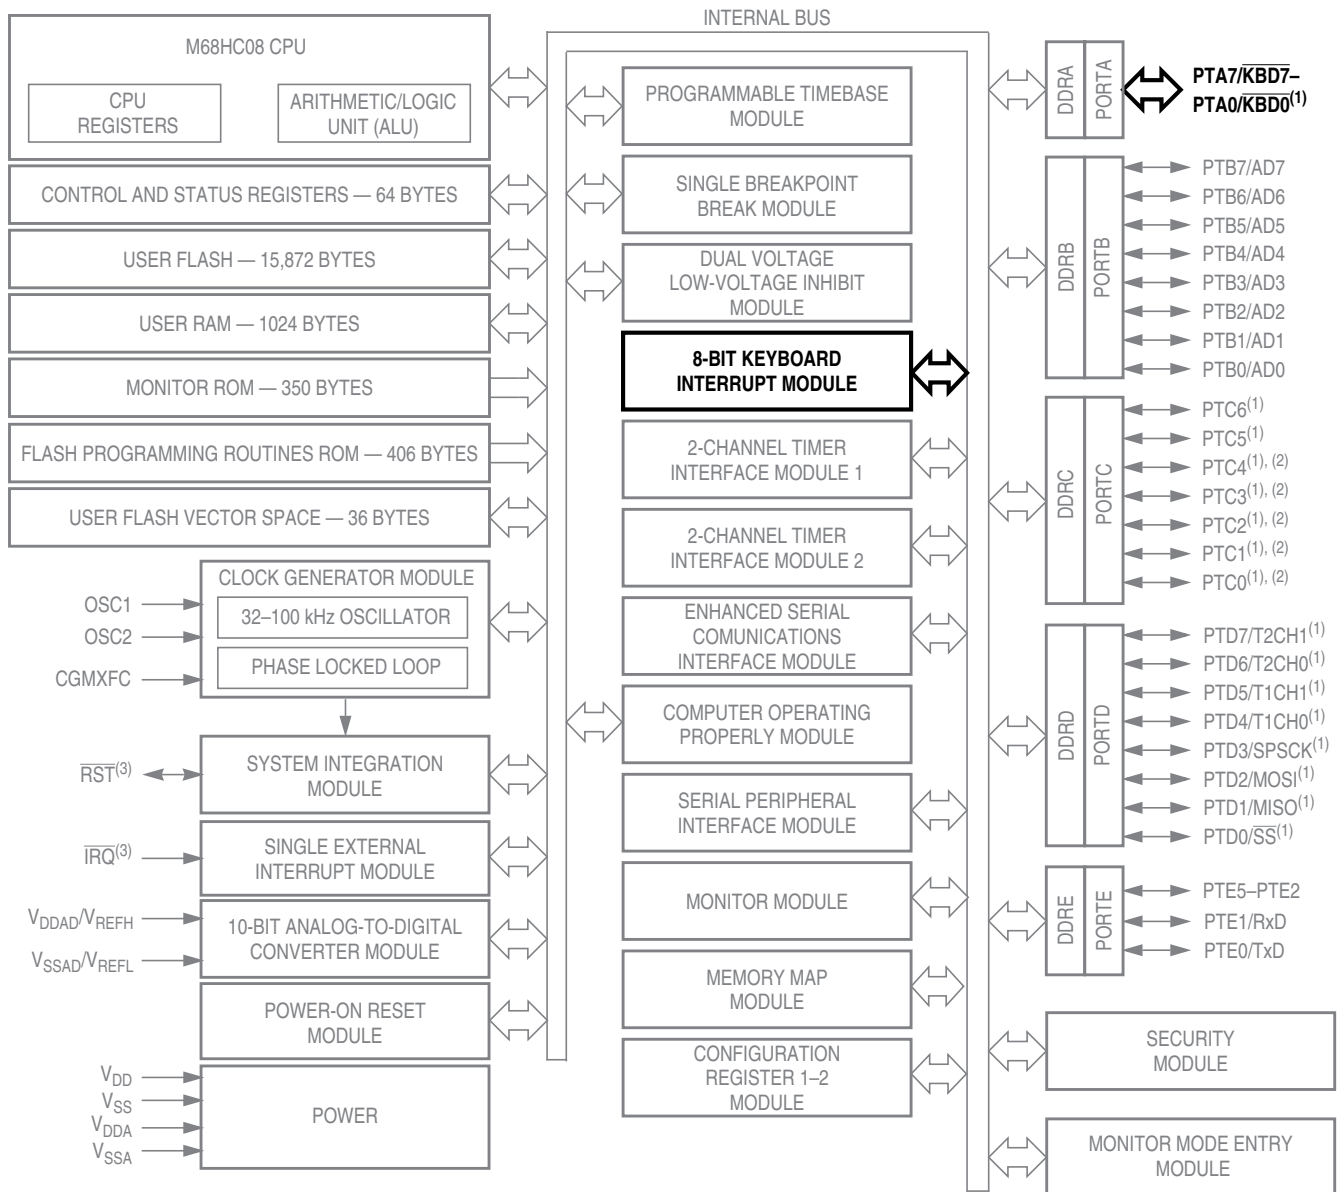 INTERNAL BUS
M68HC08 CPU
CPU
REGISTERS
ARITHMETIC/LOGIC
UNIT (ALU)
CONTROL AND STATUS REGISTERS — 64 BYTES
USER FLASH — 15,872 BYTES
USER RAM — 1024 BYTES
MONITOR ROM — 350 BYTES
FLASH PROGRAMMING ROUTINES ROM — 406 BYTES
USER FLASH VECTOR SPACE — 36 BYTES
CLOCK GENERATOR MODULE
32–100 kHz OSCILLATOR
PHASE LOCKED LOOP
OSC1
OSC2
CGMXFC
SYSTEM INTEGRATION
MODULE
RST(3)
SINGLE EXTERNAL
INTERRUPT MODULE
IRQ(3)
10-BIT ANALOG-TO-DIGITAL
CONVERTER MODULE
VDDAD/VREFH
VSSAD/VREFL
POWER-ON RESET
MODULE
POWER
VDD
VSS
VDDA
VSSA
PROGRAMMABLE TIMEBASE
MODULE
SINGLE BREAKPOINT
BREAK MODULE
DUAL VOLTAGE
LOW-VOLTAGE INHIBIT
MODULE
8-BIT KEYBOARD
INTERRUPT MODULE
2-CHANNEL TIMER
INTERFACE MODULE 1
2-CHANNEL TIMER
INTERFACE MODULE 2
ENHANCED SERIAL
COMUNICATIONS
INTERFACE MODULE
COMPUTER OPERATING
PROPERLY MODULE
SERIAL PERIPHERAL
INTERFACE MODULE
MONITOR MODULE
MEMORY MAP
MODULE
CONFIGURATION
REGISTER 1–2
MODULE
DDRA
PORTA
PTA7/KBD7–
PTA0/KBD0(1)
DDRB
PORTB
PTB7/AD7
PTB6/AD6
PTB5/AD5
PTB4/AD4
PTB3/AD3
PTB2/AD2
PTB1/AD1
PTB0/AD0
DDRC
PORTC
PTC6(1)
PTC5(1)
PTC4(1), (2)
PTC3(1), (2)
PTC2(1), (2)
PTC1(1), (2)
PTC0(1), (2)
DDRD
PORTD
PTD7/T2CH1(1)
PTD6/T2CH0(1)
PTD5/T1CH1(1)
PTD4/T1CH0(1)
PTD3/SPSCK(1)
PTD2/MOSI(1)
PTD1/MISO(1)
PTD0/SS(1)
DDRE
PORTE
PTE5–PTE2
PTE1/RxD
PTE0/TxD
SECURITY
MODULE
MONITOR MODE ENTRY
MODULE